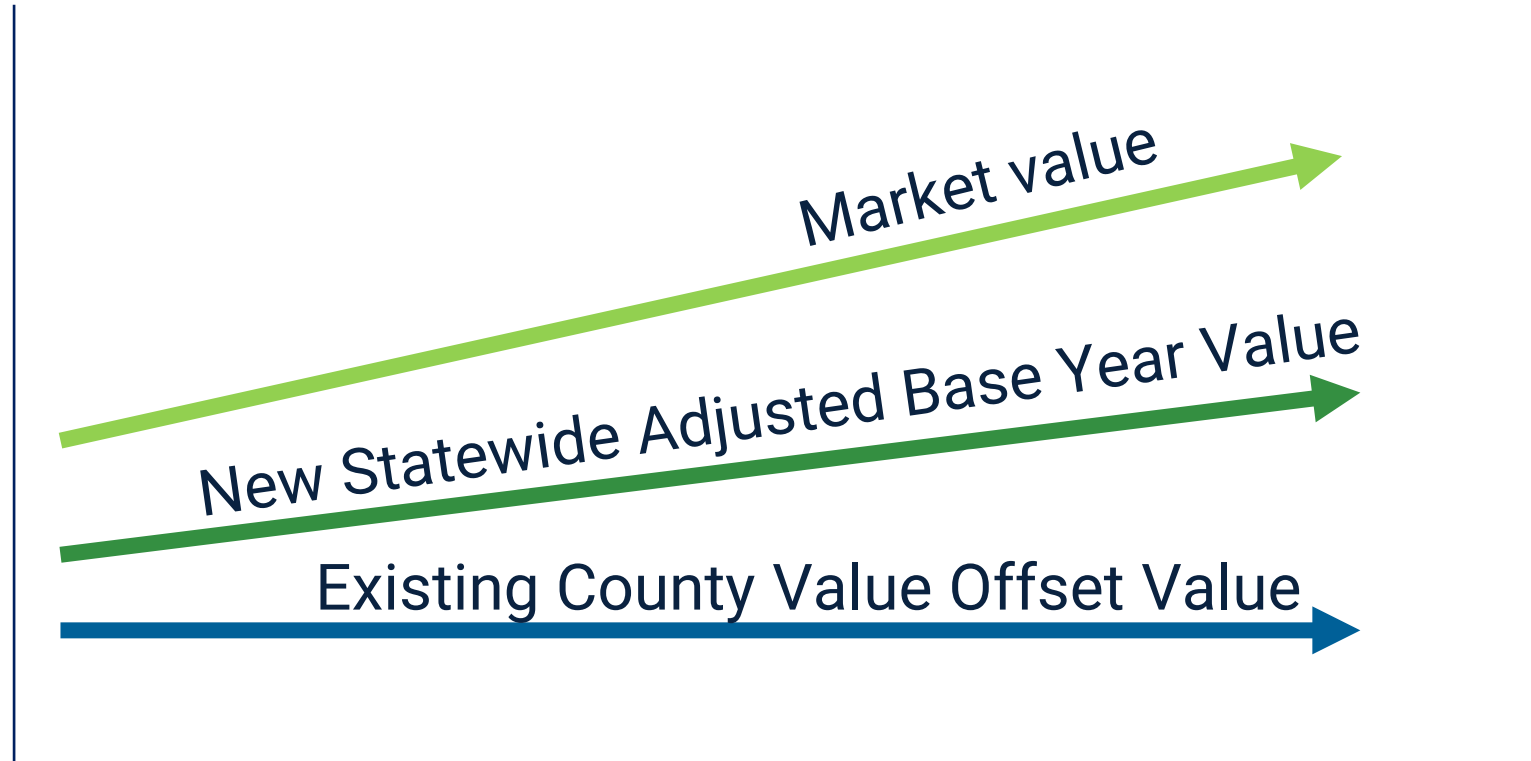 Market value
New Statewide Adjusted Base Year Value
Existing County Value Offset Value